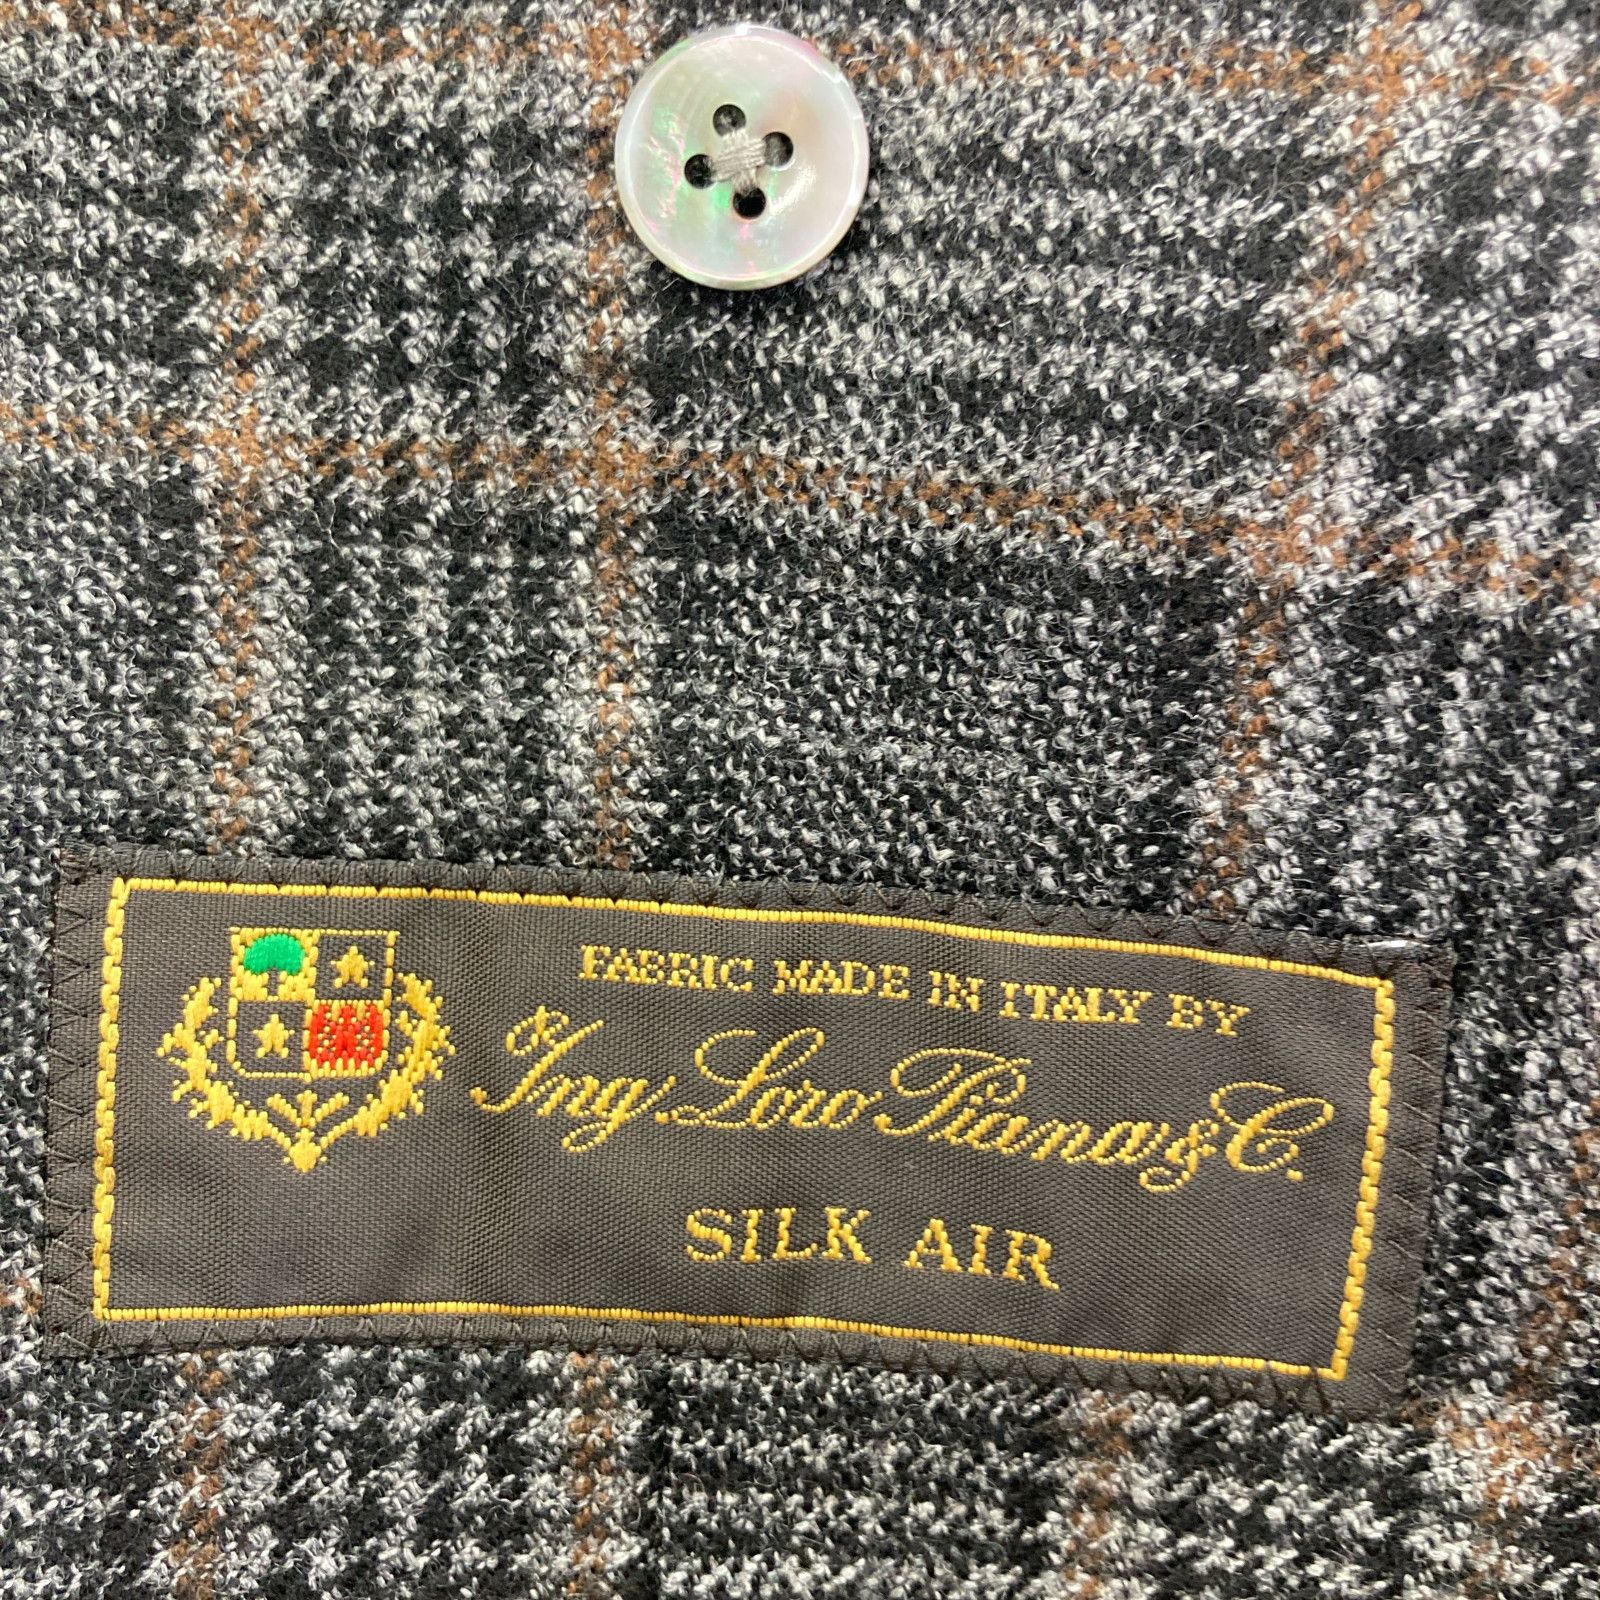 FABRIC MADE IN ITALY BY
Ing. Loro Piana & C.
SILK AIR